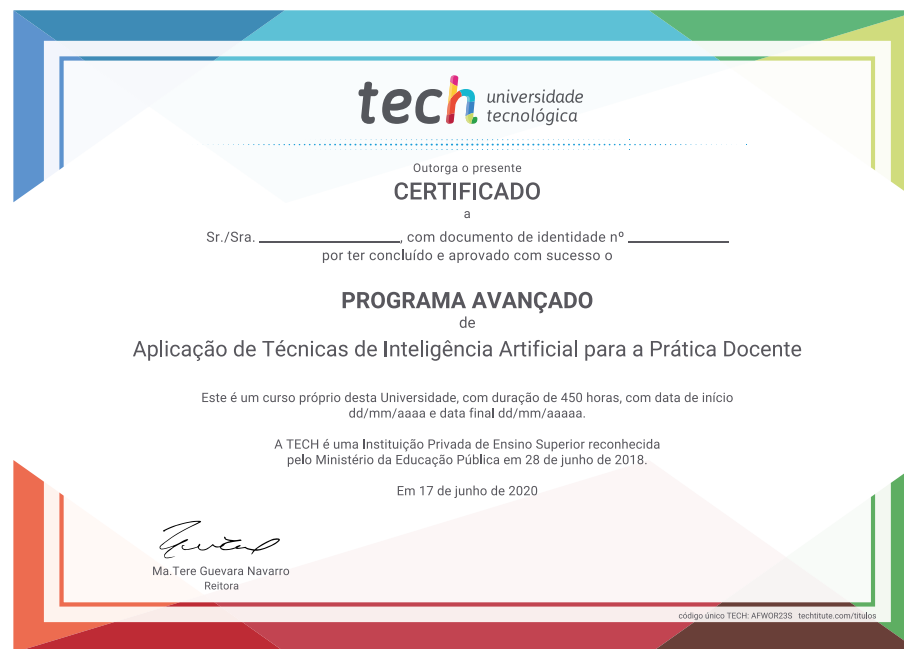 tech universidade
tecnológica
Outorga o presente
CERTIFICADO
a
Sr./Sra. ____________________, com documento de identidade nº ______________
por ter concluído e aprovado com sucesso o
PROGRAMA AVANÇADO
de
Aplicação de Técnicas de Inteligência Artificial para a Prática Docente
Este é um curso próprio desta Universidade, com duração de 450 horas, com data de início
dd/mm/aaaa e data final dd/mm/aaaaa.
A TECH é uma Instituição Privada de Ensino Superior reconhecida
pelo Ministério da Educação Pública em 28 de junho de 2018.
Em 17 de junho de 2020
Ma.Tere Guevara Navarro
Reitora
código único TECH: AFWOR23S techtitute.com/titulos